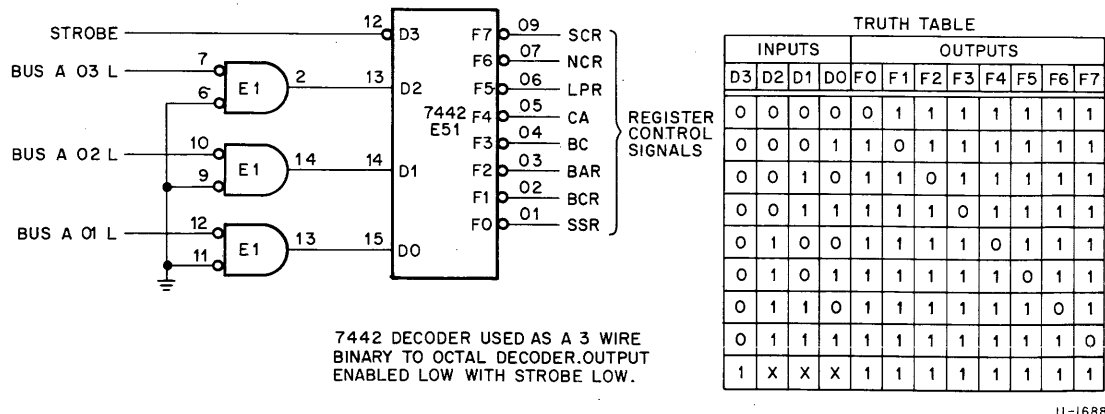 STROBE 12 D3 F7 09 SCR
F6 07 NCR
BUS A 03 L 7 6 E1 2 13 D2 F5 06 LPR
7442 E51 F4 05 CA
REGISTER CONTROL SIGNALS
F3 04 BC
BUS A 02 L 10 9 E1 14 14 D1 F2 03 BAR
F1 02 BCR
F0 01 SSR
BUS A 01 L 12 11 E1 13 15 D0
7442 DECODER USED AS A 3 WIRE
BINARY TO OCTAL DECODER.OUTPUT
ENABLED LOW WITH STROBE LOW.
TRUTH TABLE
INPUTS OUTPUTS
D3 D2 D1 D0 F0 F1 F2 F3 F4 F5 F6 F7
0 0 0 0 0 1 1 1 1 1 1 1
0 0 0 1 1 0 1 1 1 1 1 1
0 0 1 0 1 1 0 1 1 1 1 1
0 0 1 1 1 1 1 0 1 1 1 1
0 1 0 0 1 1 1 1 0 1 1 1
0 1 0 1 1 1 1 1 1 0 1 1
0 1 1 0 1 1 1 1 1 1 0 1
0 1 1 1 1 1 1 1 1 1 1 0
1 X X X 1 1 1 1 1 1 1 1
11-1688